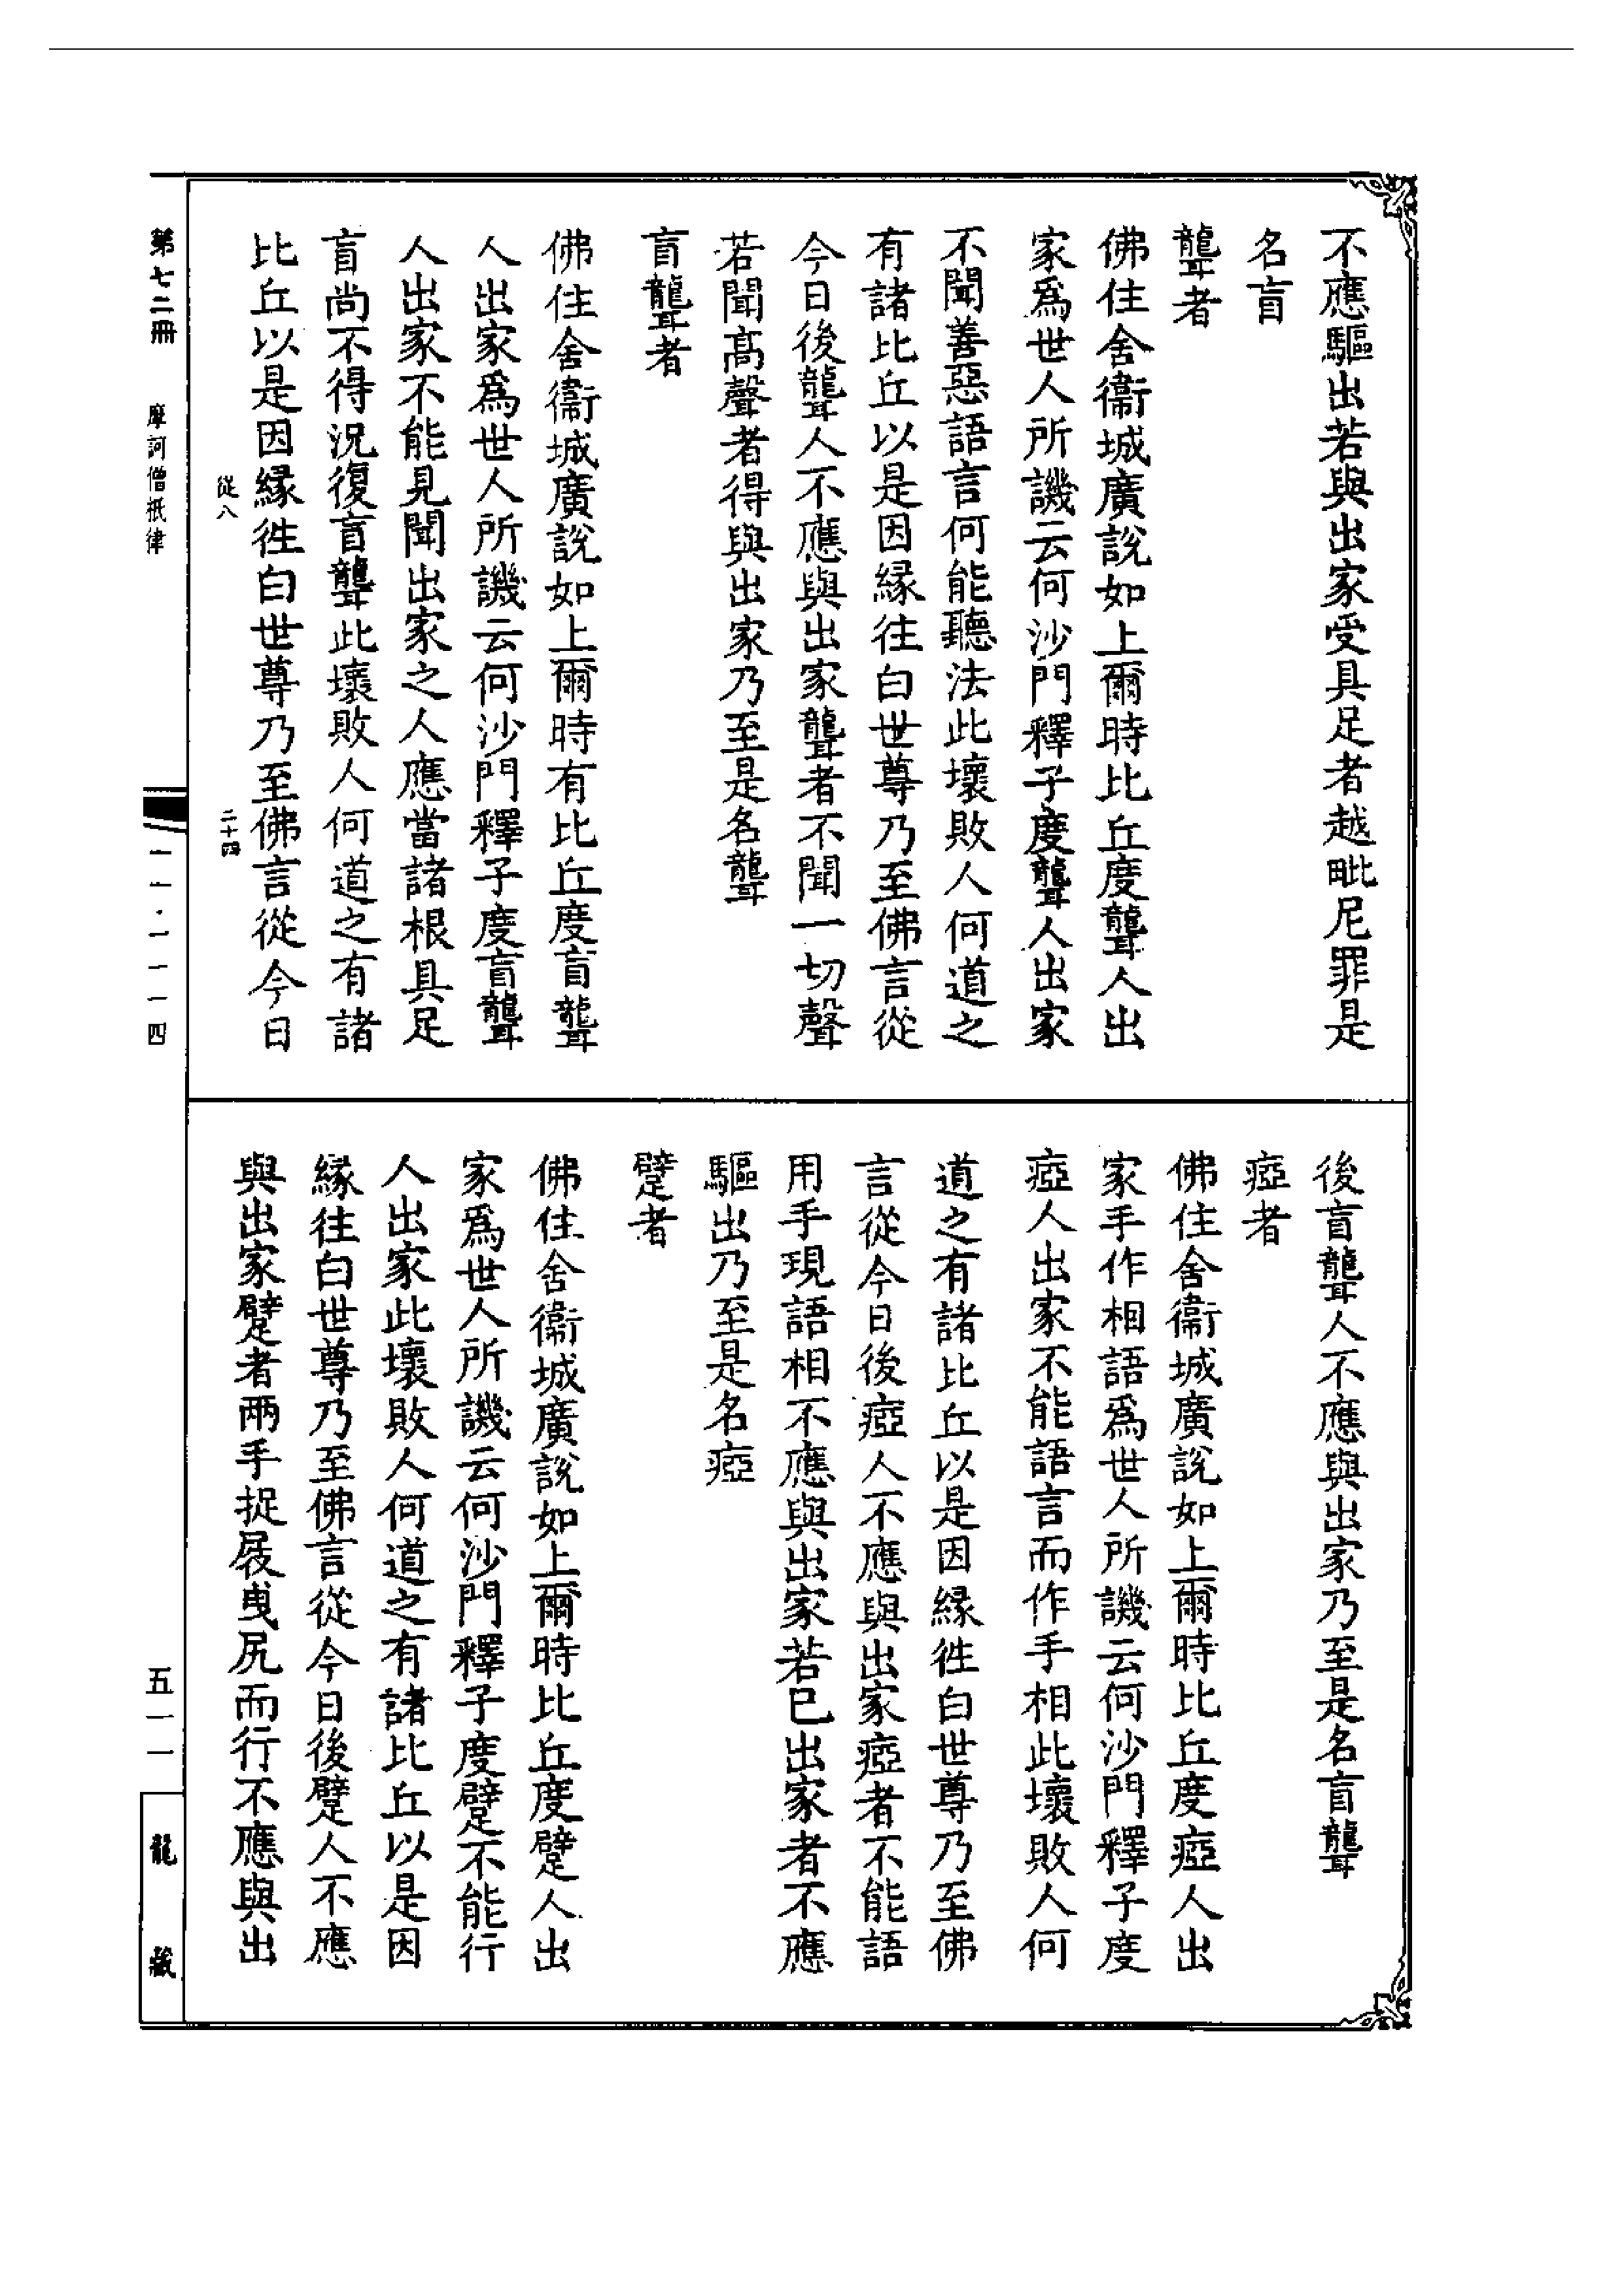 不應驅出若與出家受具足者越毗尼罪是
名盲
聾者
佛住舍衞城廣說如上爾時比丘度聾人出
家爲世人所譏云何沙門釋子度聾人出家
不聞善惡語言何能聽法此壞敗人何道之
有諸比丘以是因緣往白世尊乃至佛言從
今日後聾人不應與出家聾者不聞一切聲
若聞高聲者得與出家乃至是名聾
盲聾者
佛住舍衞城廣說如上爾時有比丘度盲聾
人出家爲世人所譏云何沙門釋子度盲聾
人出家不能見聞出家之人應當諸根具足
盲尚不得況復盲聾此壞敗人何道之有諸
比丘以是因緣徃白世尊乃至佛言從今日
從八
二十四
後盲聾人不應與出家乃至是名盲聾
瘂者
佛住舍衞城廣說如上爾時比丘度瘂人出
家手作相語爲世人所譏云何沙門釋子度
瘂人出家不能語言而作手相此壞敗人何
道之有諸比丘以是因緣徃白世尊乃至佛
言從今日後瘂人不應與出家瘂者不能語
用手現語相不應與出家若已出家者不應
驅出乃至是名瘂
躄者
佛住舍衞城廣說如上爾時比丘度躄人出
家爲世人所譏云何沙門釋子度躄不能行
人出家此壞敗人何道之有諸比丘以是因
緣往白世尊乃至佛言從今日後躄人不應
與出家躄者兩手捉屐曳尻而行不應與出
第七二冊
摩訶僧祇律
一一·一一一四
五一一
龍藏